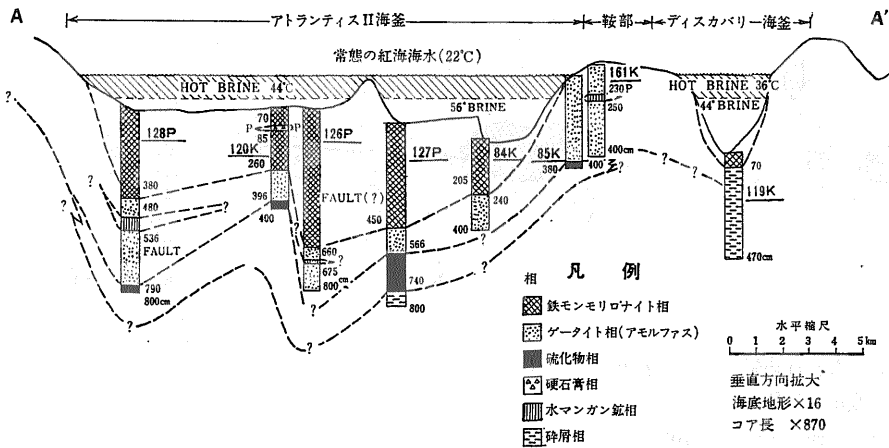 A
アトランティスⅡ海釜
鞍部
ディスカバリー海釜
A'
常態の紅海海水(22℃)
HOT BRINE 44℃
56° BRINE
HOT BRINE 36℃
44° BRINE
161K
230P
250
400cm
128P
70
P P
85
120K
260
126P
127P
84K
85K
380
400
70
119K
470cm
380
480
536
FAULT
790
800cm
396
400
FAULT(?)
660
675
800cm
450
566
740
800
205
240
400
?
相 凡例
鉄モンモリロナイト相
ゲータイト相(アモルファス)
硫化物相
硬石膏相
水マンガン鉱相
砕屑相
水平縮尺
0 1 2 3 4 5km
垂直方向拡大
海底地形×16
コア長 ×870